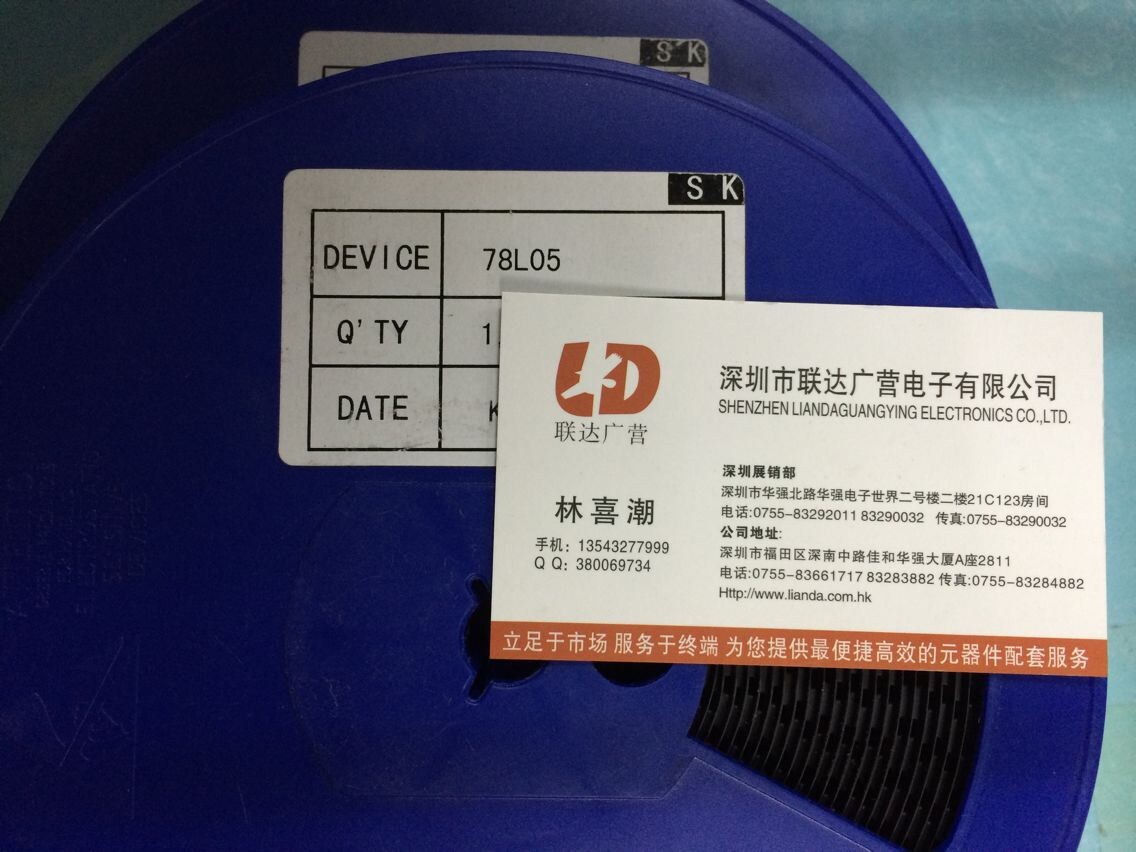 S K
S K
DEVICE 78L05
Q'TY 1
DATE K
LD
联达广营
深圳市联达广营电子有限公司
SHENZHEN LIANDAGUANGYING ELECTRONICS CO.,LTD.
林喜潮
手机：13543277999
Q Q：380069734
深圳展销部
深圳市华强北路华强电子世界二号楼二楼21C123房间
电话:0755-83292011 83290032 传真:0755-83290032
公司地址:
深圳市福田区深南中路佳和华强大厦A座2811
电话:0755-83661717 83283882 传真:0755-83284882
Http://www.lianda.com.hk
立足于市场 服务于终端 为您提供最便捷高效的元器件配套服务